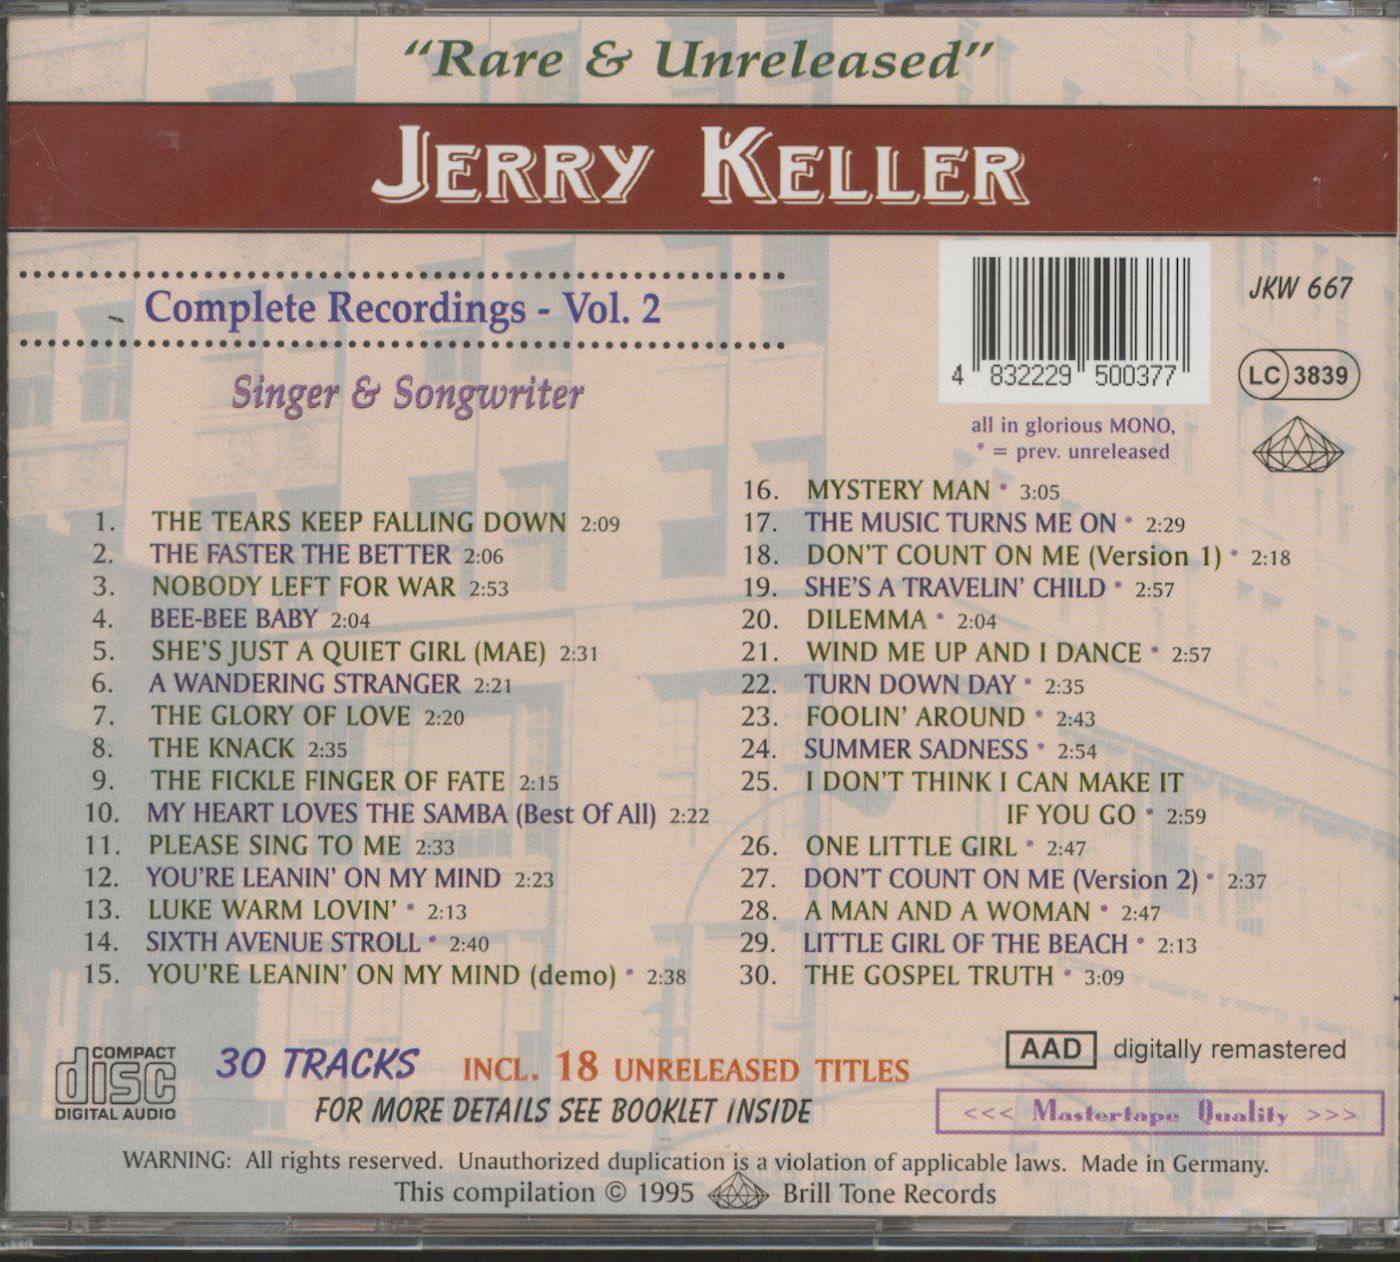 "Rare & Unreleased"
JERRY KELLER
Complete Recordings - Vol. 2
Singer & Songwriter
4 832229 500377
JKW 667
LC 3839
all in glorious MONO,
* = prev. unreleased
1. THE TEARS KEEP FALLING DOWN 2:09
2. THE FASTER THE BETTER 2:06
3. NOBODY LEFT FOR WAR 2:53
4. BEE-BEE BABY 2:04
5. SHE'S JUST A QUIET GIRL (MAE) 2:31
6. A WANDERING STRANGER 2:21
7. THE GLORY OF LOVE 2:20
8. THE KNACK 2:35
9. THE FICKLE FINGER OF FATE 2:15
10. MY HEART LOVES THE SAMBA (Best Of All) 2:22
11. PLEASE SING TO ME 2:33
12. YOU'RE LEANIN' ON MY MIND 2:23
13. LUKE WARM LOVIN' * 2:13
14. SIXTH AVENUE STROLL * 2:40
15. YOU'RE LEANIN' ON MY MIND (demo) * 2:38
16. MYSTERY MAN * 3:05
17. THE MUSIC TURNS ME ON * 2:29
18. DON'T COUNT ON ME (Version 1) * 2:18
19. SHE'S A TRAVELIN' CHILD * 2:57
20. DILEMMA * 2:04
21. WIND ME UP AND I DANCE * 2:57
22. TURN DOWN DAY * 2:35
23. FOOLIN' AROUND * 2:43
24. SUMMER SADNESS * 2:54
25. I DON'T THINK I CAN MAKE IT
IF YOU GO * 2:59
26. ONE LITTLE GIRL * 2:47
27. DON'T COUNT ON ME (Version 2) * 2:37
28. A MAN AND A WOMAN * 2:47
29. LITTLE GIRL OF THE BEACH * 2:13
30. THE GOSPEL TRUTH * 3:09
COMPACT
disc
DIGITAL AUDIO
30 TRACKS INCL. 18 UNRELEASED TITLES
FOR MORE DETAILS SEE BOOKLET INSIDE
AAD digitally remastered
<<< Mastertape Quality >>>
WARNING: All rights reserved. Unauthorized duplication is a violation of applicable laws. Made in Germany.
This compilation © 1995 Brill Tone Records